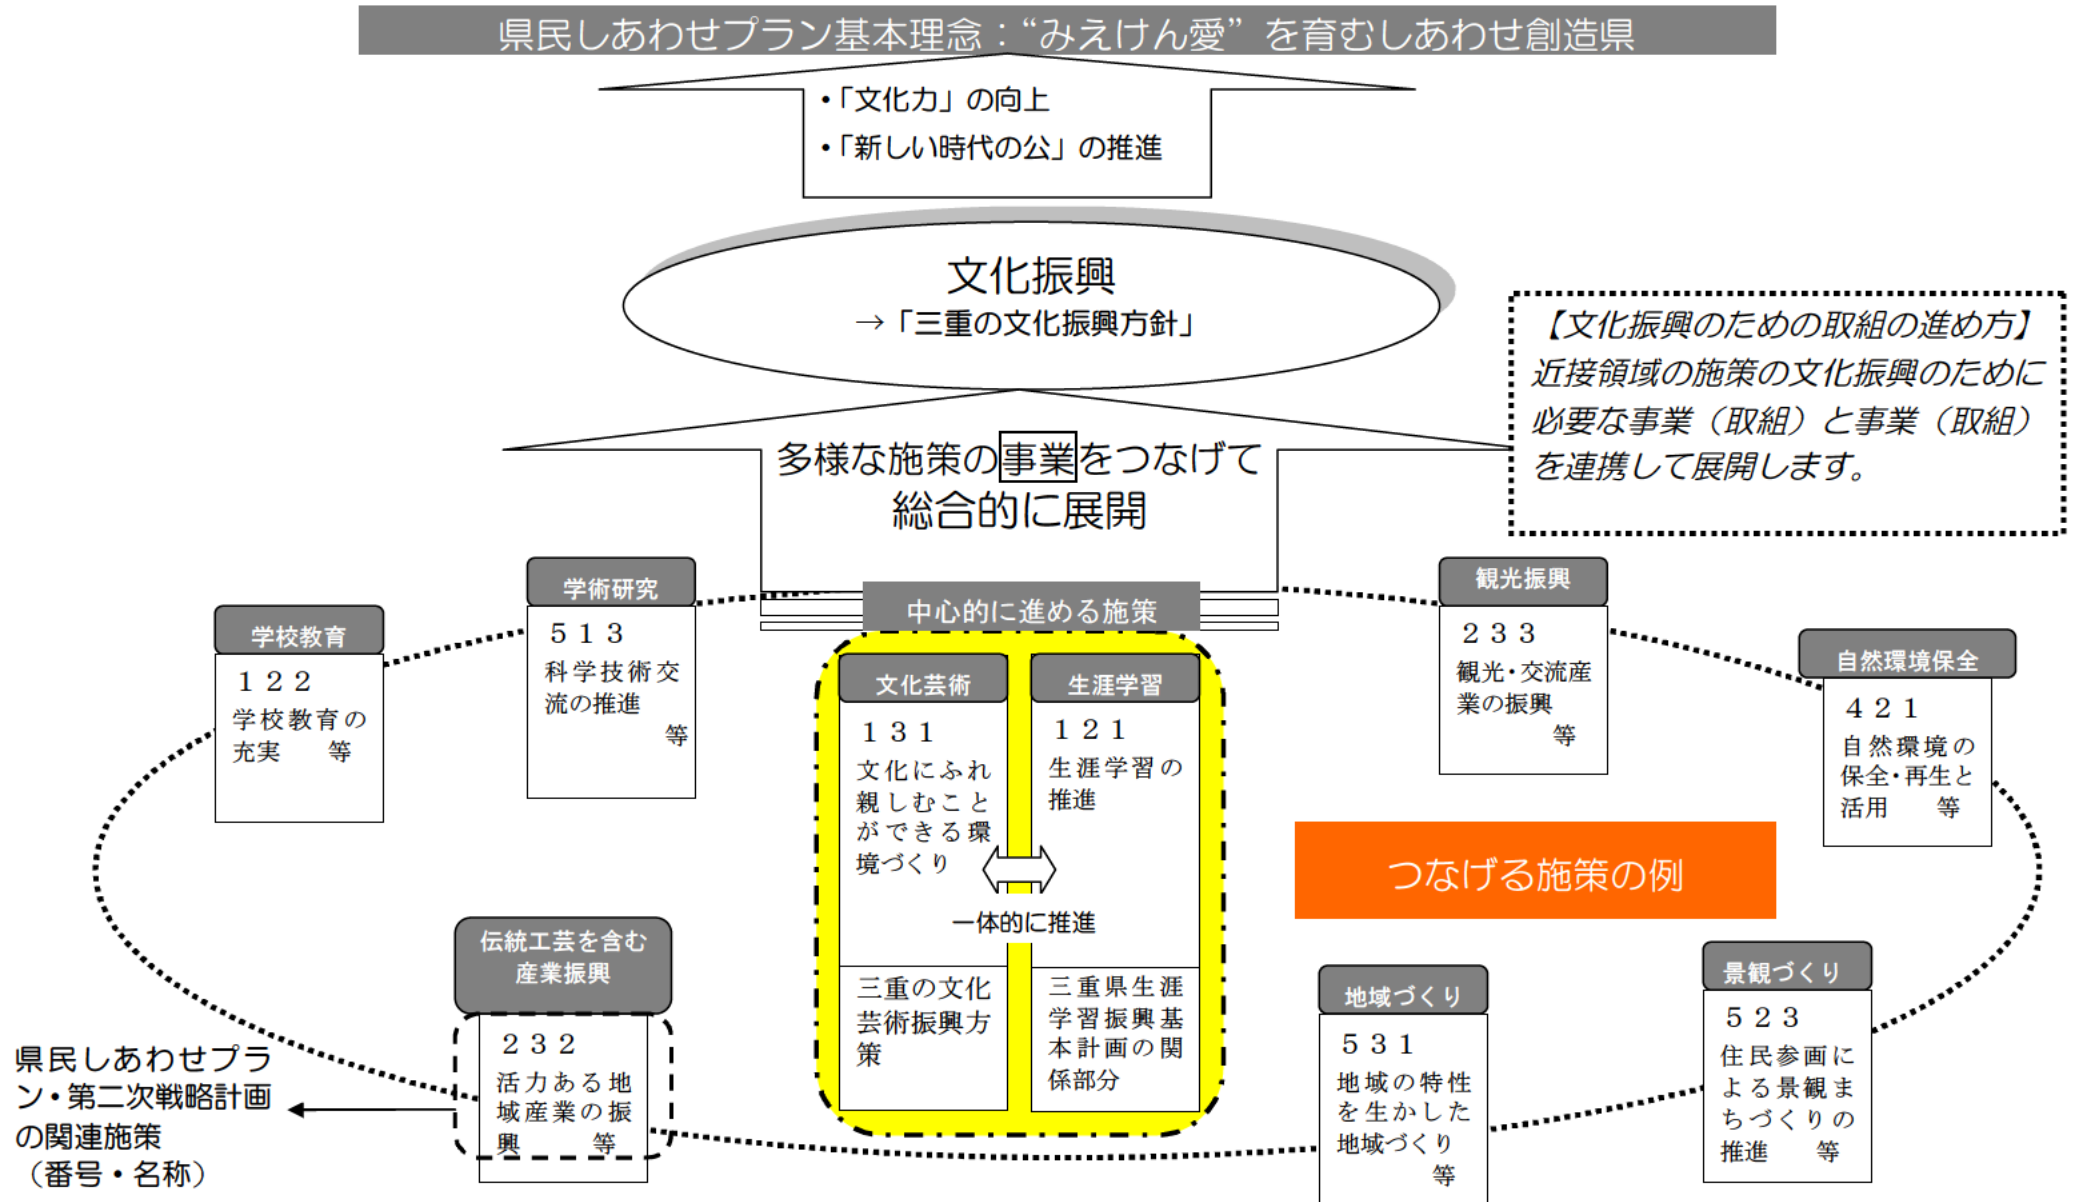 県民しあわせプラン基本理念：“みえけん愛”を育むしあわせ創造県
・「文化力」の向上
・「新しい時代の公」の推進
文化振興
→「三重の文化振興方針」
【文化振興のための取組の進め方】
近接領域の施策の文化振興のために
必要な事業（取組）と事業（取組）
を連携して展開します。
多様な施策の事業をつなげて
総合的に展開
学校教育
１２２
学校教育の
充実　等
学術研究
５１３
科学技術交
流の推進
等
中心的に進める施策
文化芸術
１３１
文化にふれ
親しむこと
ができる環
境づくり
生涯学習
１２１
生涯学習の
推進
一体的に推進
三重の文化
芸術振興方
策
三重県生涯
学習振興基
本計画の関
係部分
観光振興
２３３
観光・交流産
業の振興
等
自然環境保全
４２１
自然環境の
保全・再生と
活用　等
つなげる施策の例
伝統工芸を含む
産業振興
２３２
活力ある地
域産業の振
興　等
県民しあわせプラ
ン・第二次戦略計画
の関連施策
（番号・名称）
地域づくり
５３１
地域の特性
を生かした
地域づくり
等
景観づくり
５２３
住民参画に
よる景観ま
ちづくりの
推進　等